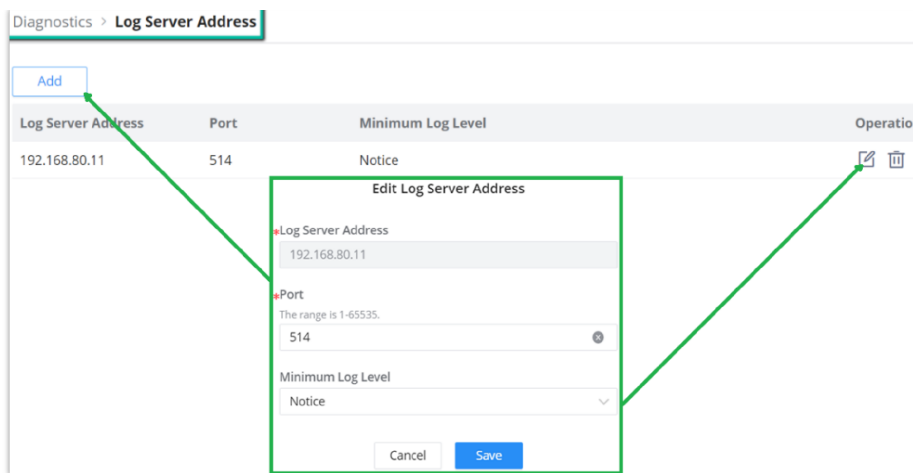 Diagnostics > Log Server Address
Add
Log Server Address Port Minimum Log Level Operatio
192.168.80.11 514 Notice
Edit Log Server Address
*Log Server Address
192.168.80.11
*Port
The range is 1-65535.
514
Minimum Log Level
Notice
Cancel Save